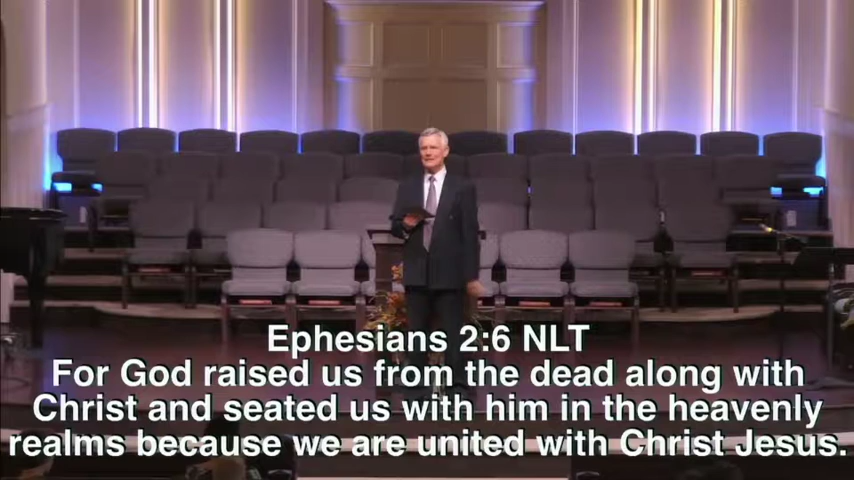 Ephesians 2:6 NLT
For God raised us from the dead along with
Christ and seated us with him in the heavenly
realms because we are united with Christ Jesus.